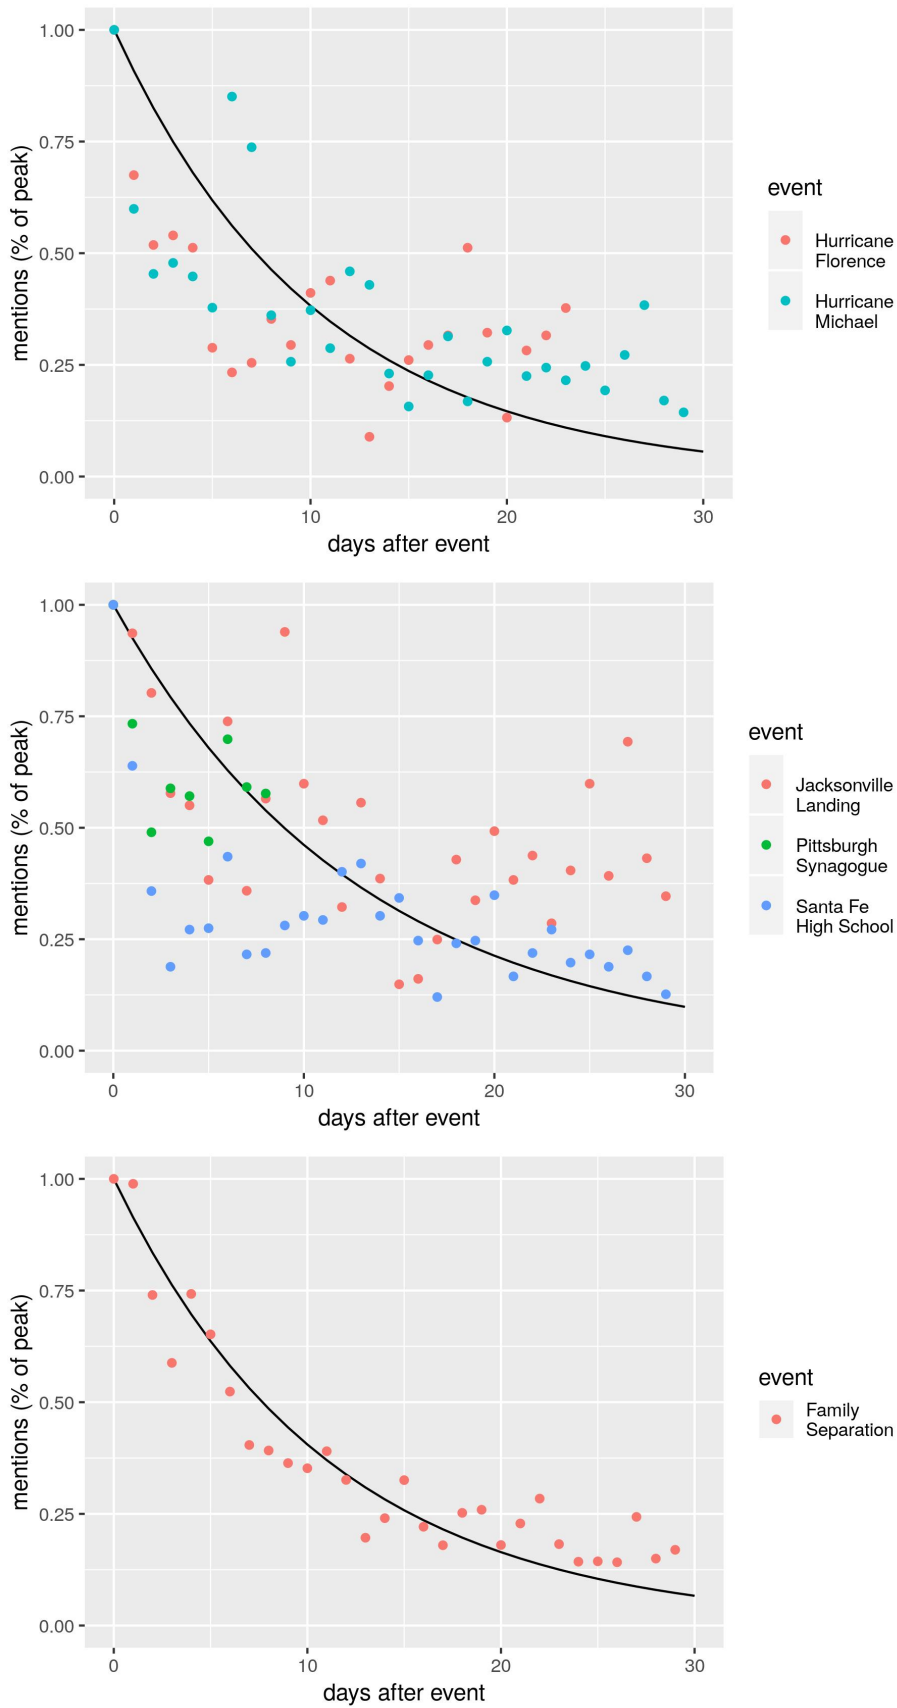 1.00
0.75
0.50
0.25
0.00
mentions (% of peak)
0 10 20 30
days after event
event
Hurricane
Florence
Hurricane
Michael
1.00
0.75
0.50
0.25
0.00
mentions (% of peak)
0 10 20 30
days after event
event
Jacksonville
Landing
Pittsburgh
Synagogue
Santa Fe
High School
1.00
0.75
0.50
0.25
0.00
mentions (% of peak)
0 10 20 30
days after event
event
Family
Separation